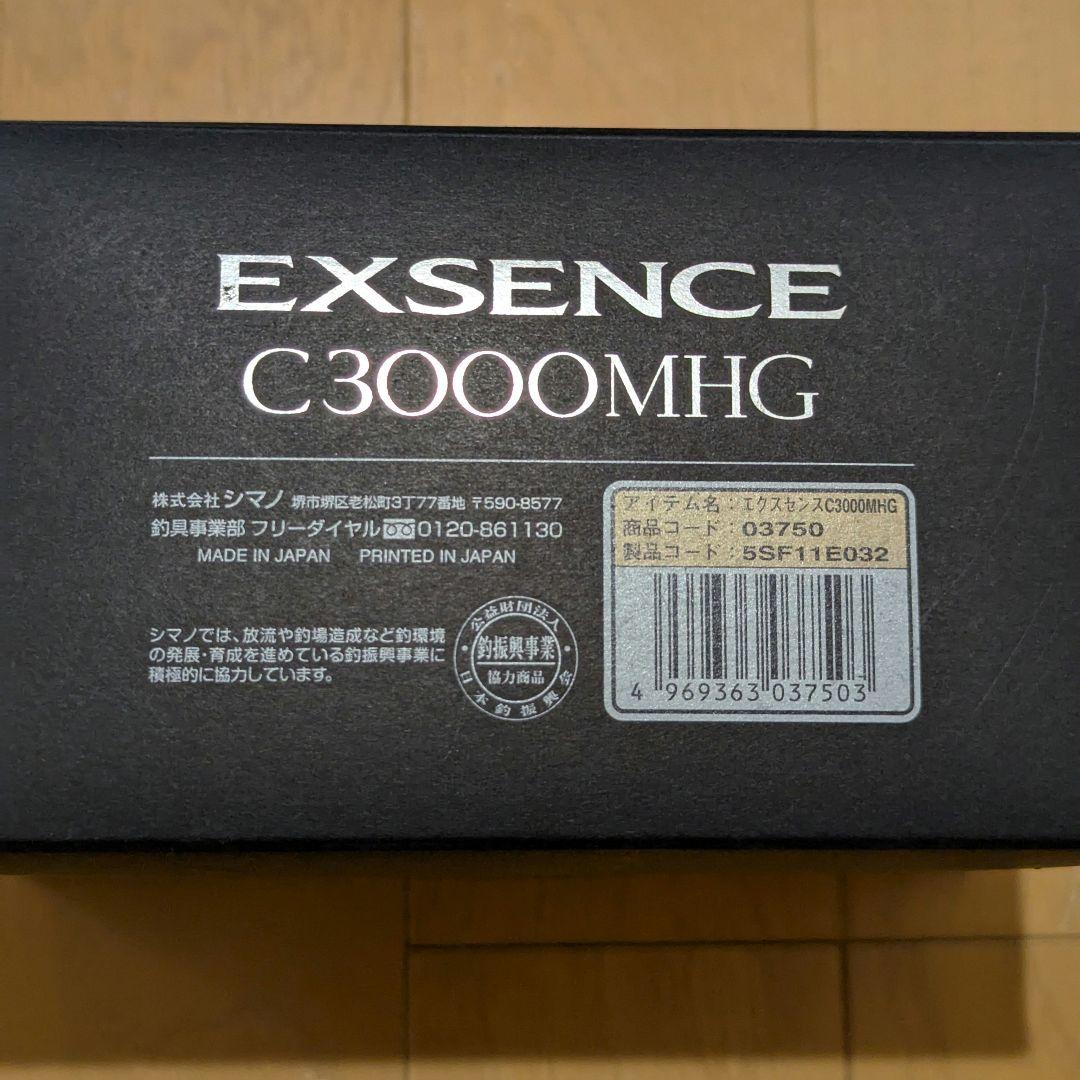 EXSENCE
C3000MHG
株式会社 シマノ 堺市堺区老松町3丁77番地 〒590-8577
釣具事業部 フリーダイヤル 0120-861130
MADE IN JAPAN PRINTED IN JAPAN
シマノでは、放流や釣場造成など釣環境
の発展・育成を進めている釣振興事業に
積極的に協力しています。
公益財団法人
釣振興事業
協力商品
日本釣振興会
アイテム名：エクスセンスC3000MHG
商品コード：03750
製品コード：5SF11E032
4 969363 037503